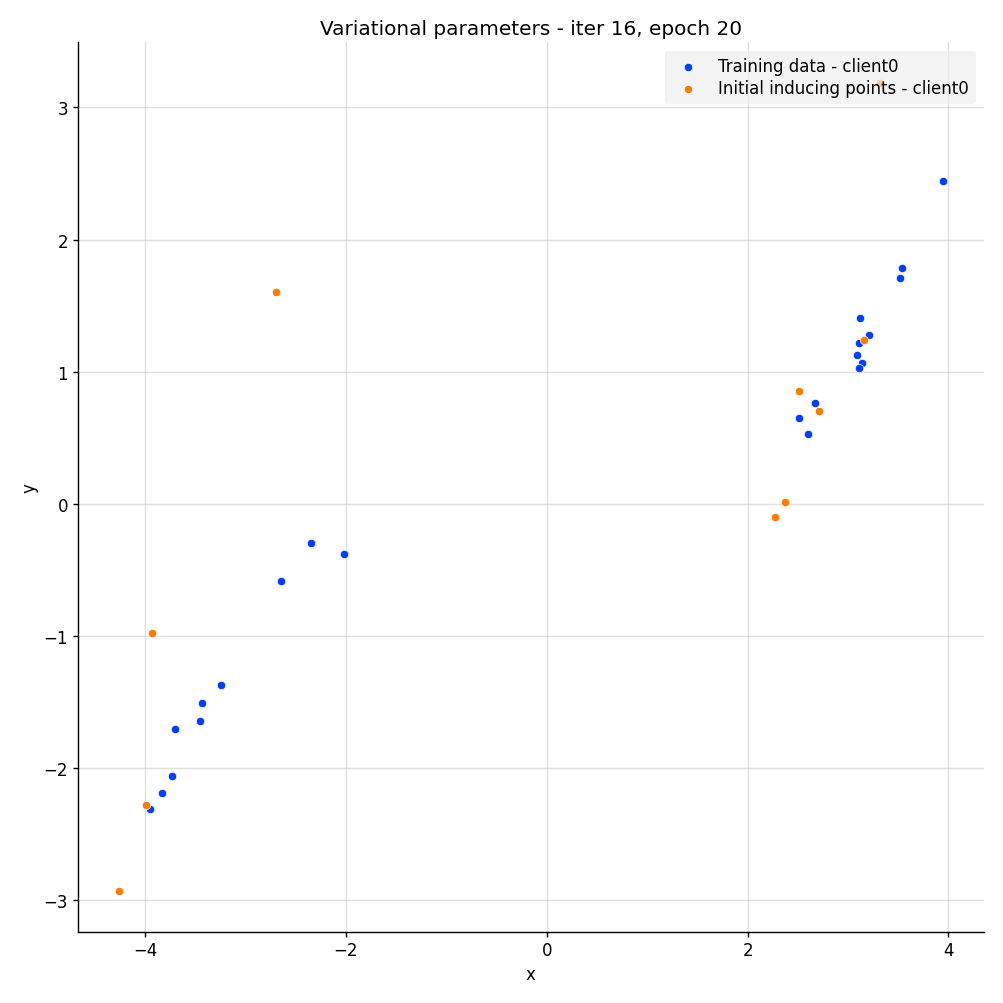 Variational parameters - iter 16, epoch 20
Training data - client0
Initial inducing points - client0
3
2
1
0
−1
−2
−3
y
−4 −2 0 2 4
x